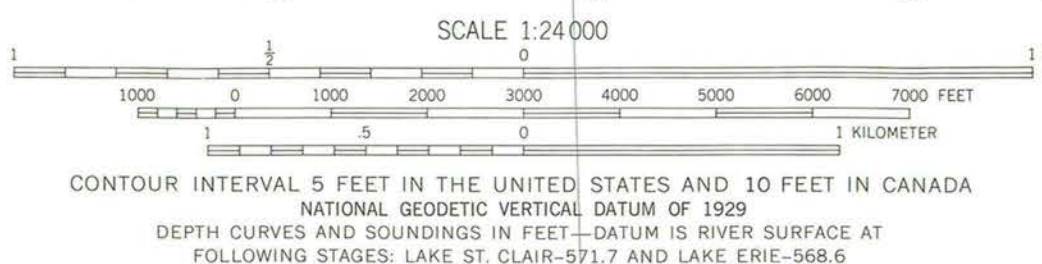 SCALE 1:24 000
1 ½ 0 1
1000 0 1000 2000 3000 4000 5000 6000 7000 FEET
1 .5 0 1 KILOMETER
CONTOUR INTERVAL 5 FEET IN THE UNITED STATES AND 10 FEET IN CANADA
NATIONAL GEODETIC VERTICAL DATUM OF 1929
DEPTH CURVES AND SOUNDINGS IN FEET—DATUM IS RIVER SURFACE AT
FOLLOWING STAGES: LAKE ST. CLAIR–571.7 AND LAKE ERIE–568.6